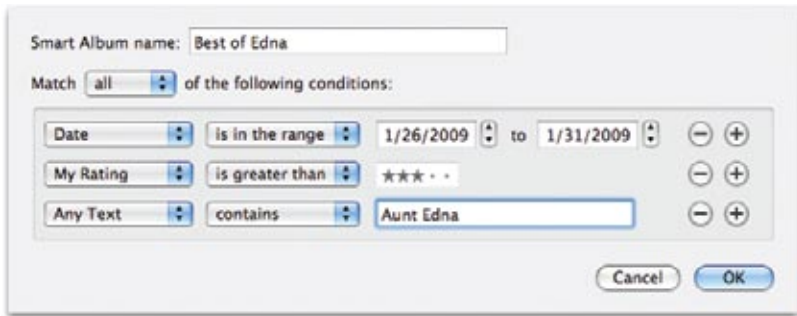 Smart Album name: Best of Edna
Match all of the following conditions:
Date is in the range 1/26/2009 to 1/31/2009
My Rating is greater than ★★★··
Any Text contains Aunt Edna
Cancel OK